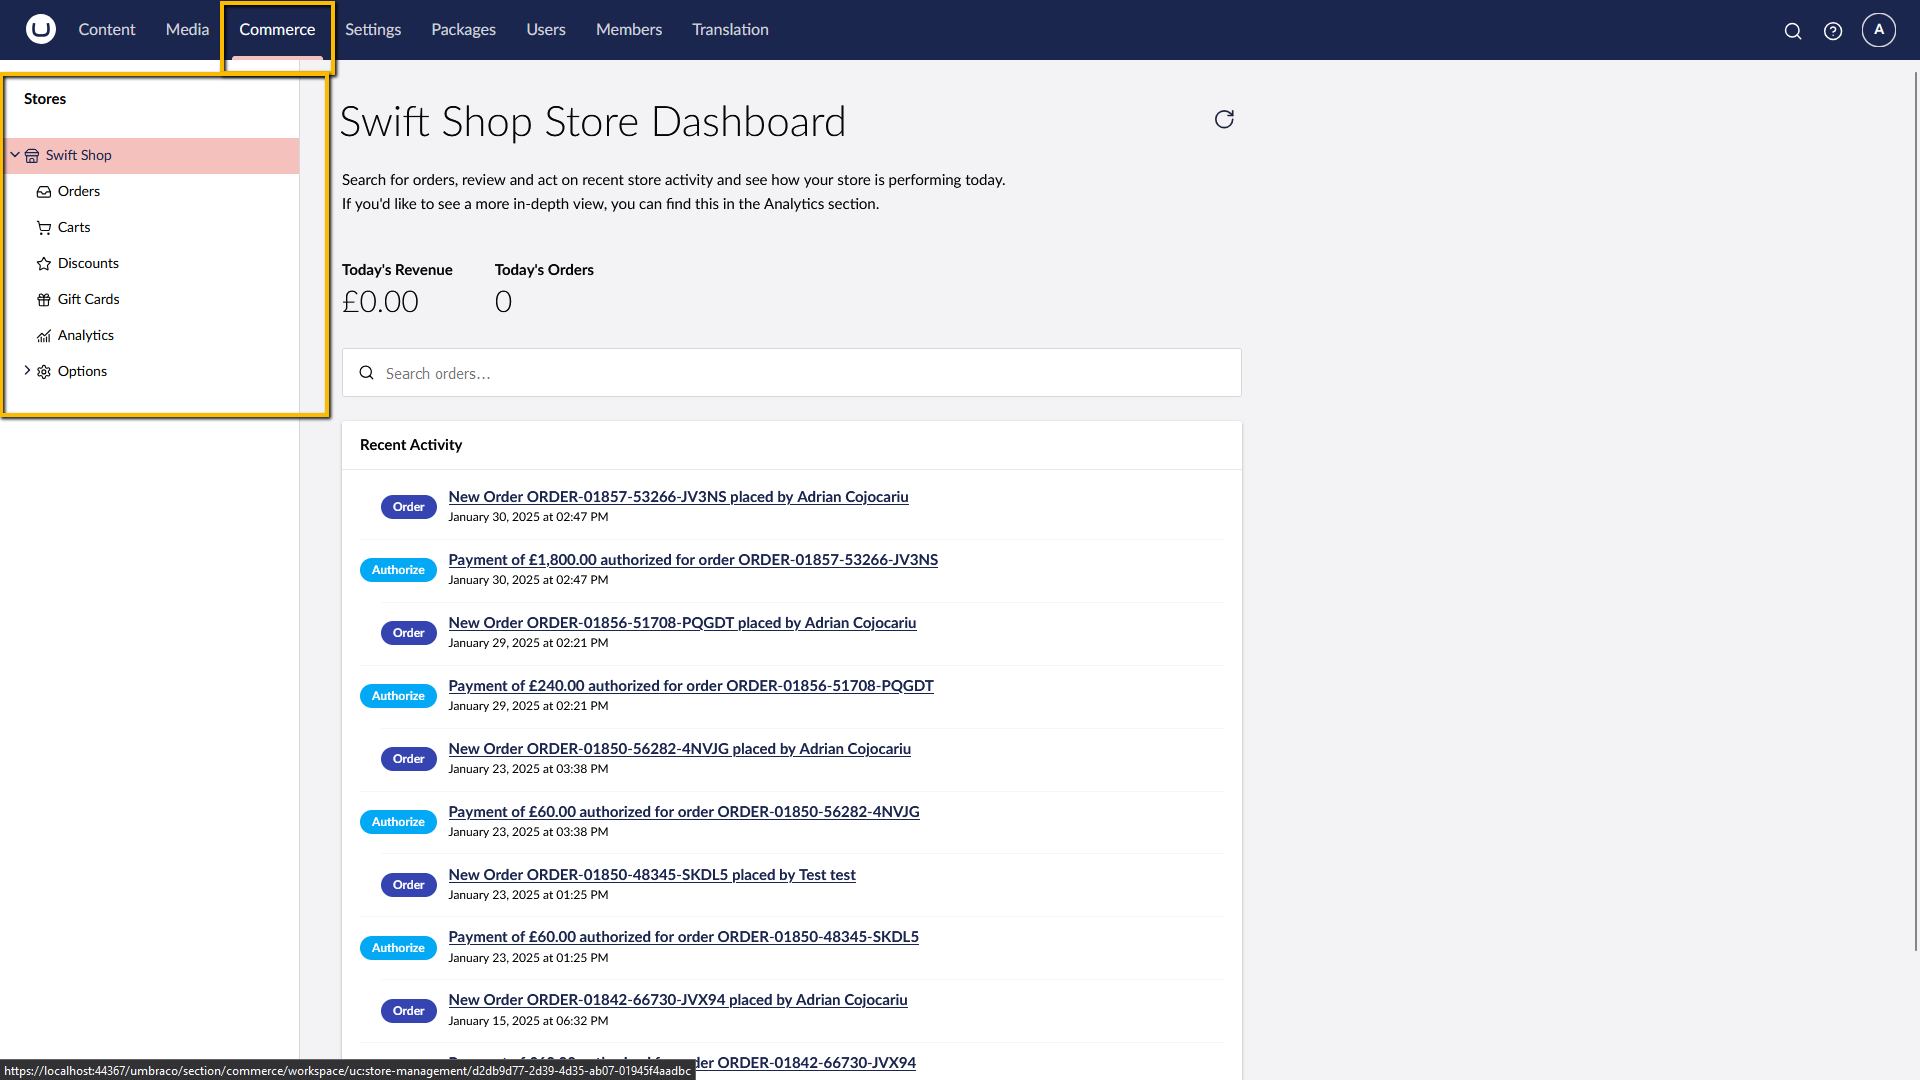 Content Media Commerce Settings Packages Users Members Translation A
Stores
Swift Shop
Orders
Carts
Discounts
Gift Cards
Analytics
Options
Swift Shop Store Dashboard
Search for orders, review and act on recent store activity and see how your store is performing today.
If you'd like to see a more in-depth view, you can find this in the Analytics section.
Today's Revenue Today's Orders
£0.00 0
Search orders...
Recent Activity
Order New Order ORDER-01857-53266-JV3NS placed by Adrian Cojocariu
January 30, 2025 at 02:47 PM
Authorize Payment of £1,800.00 authorized for order ORDER-01857-53266-JV3NS
January 30, 2025 at 02:47 PM
Order New Order ORDER-01856-51708-PQGDT placed by Adrian Cojocariu
January 29, 2025 at 02:21 PM
Authorize Payment of £240.00 authorized for order ORDER-01856-51708-PQGDT
January 29, 2025 at 02:21 PM
Order New Order ORDER-01850-56282-4NVJG placed by Adrian Cojocariu
January 23, 2025 at 03:38 PM
Authorize Payment of £60.00 authorized for order ORDER-01850-56282-4NVJG
January 23, 2025 at 03:38 PM
Order New Order ORDER-01850-48345-SKDL5 placed by Test test
January 23, 2025 at 01:25 PM
Authorize Payment of £60.00 authorized for order ORDER-01850-48345-SKDL5
January 23, 2025 at 01:25 PM
Order New Order ORDER-01842-66730-JVX94 placed by Adrian Cojocariu
January 15, 2025 at 06:32 PM
ORDER-01842-66730-JVX94
https://localhost:44367/umbraco/section/commerce/workspace/uc:store-management/d2db9d77-2d39-4d35-ab07-01945f4aadbc